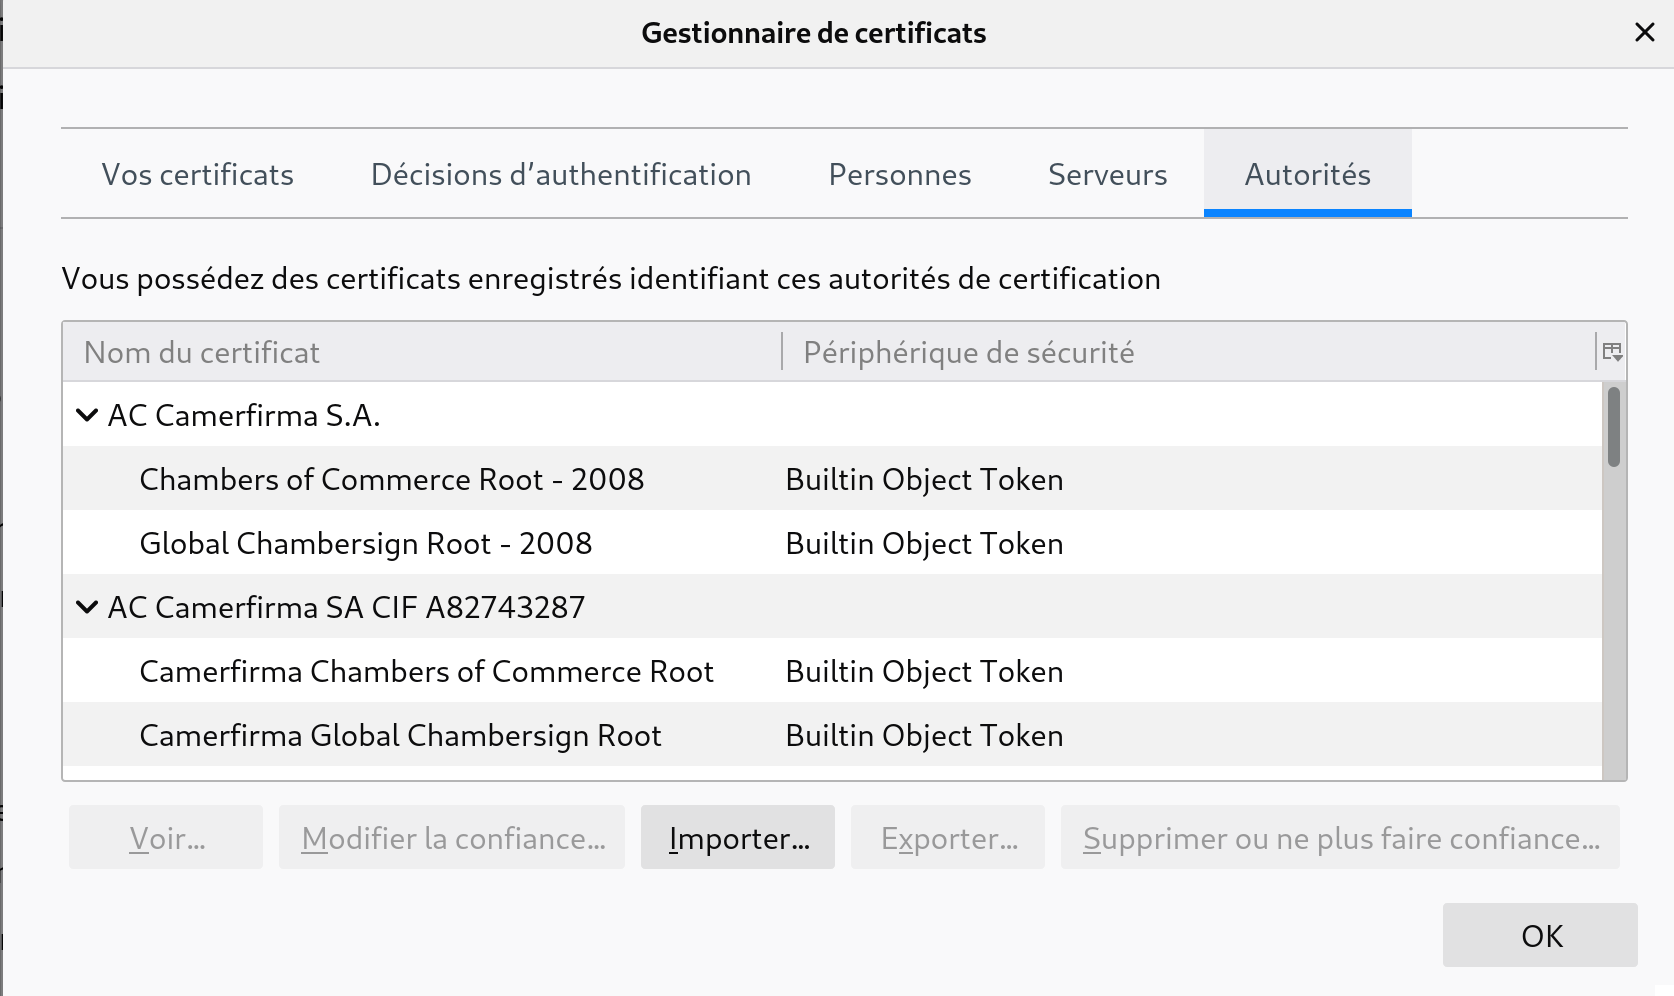 Gestionnaire de certificats
Vos certificats Décisions d’authentification Personnes Serveurs Autorités
Vous possédez des certificats enregistrés identifiant ces autorités de certification
Nom du certificat Périphérique de sécurité
AC Camerfirma S.A.
Chambers of Commerce Root - 2008 Builtin Object Token
Global Chambersign Root - 2008 Builtin Object Token
AC Camerfirma SA CIF A82743287
Camerfirma Chambers of Commerce Root Builtin Object Token
Camerfirma Global Chambersign Root Builtin Object Token
Voir… Modifier la confiance… Importer… Exporter… Supprimer ou ne plus faire confiance…
OK